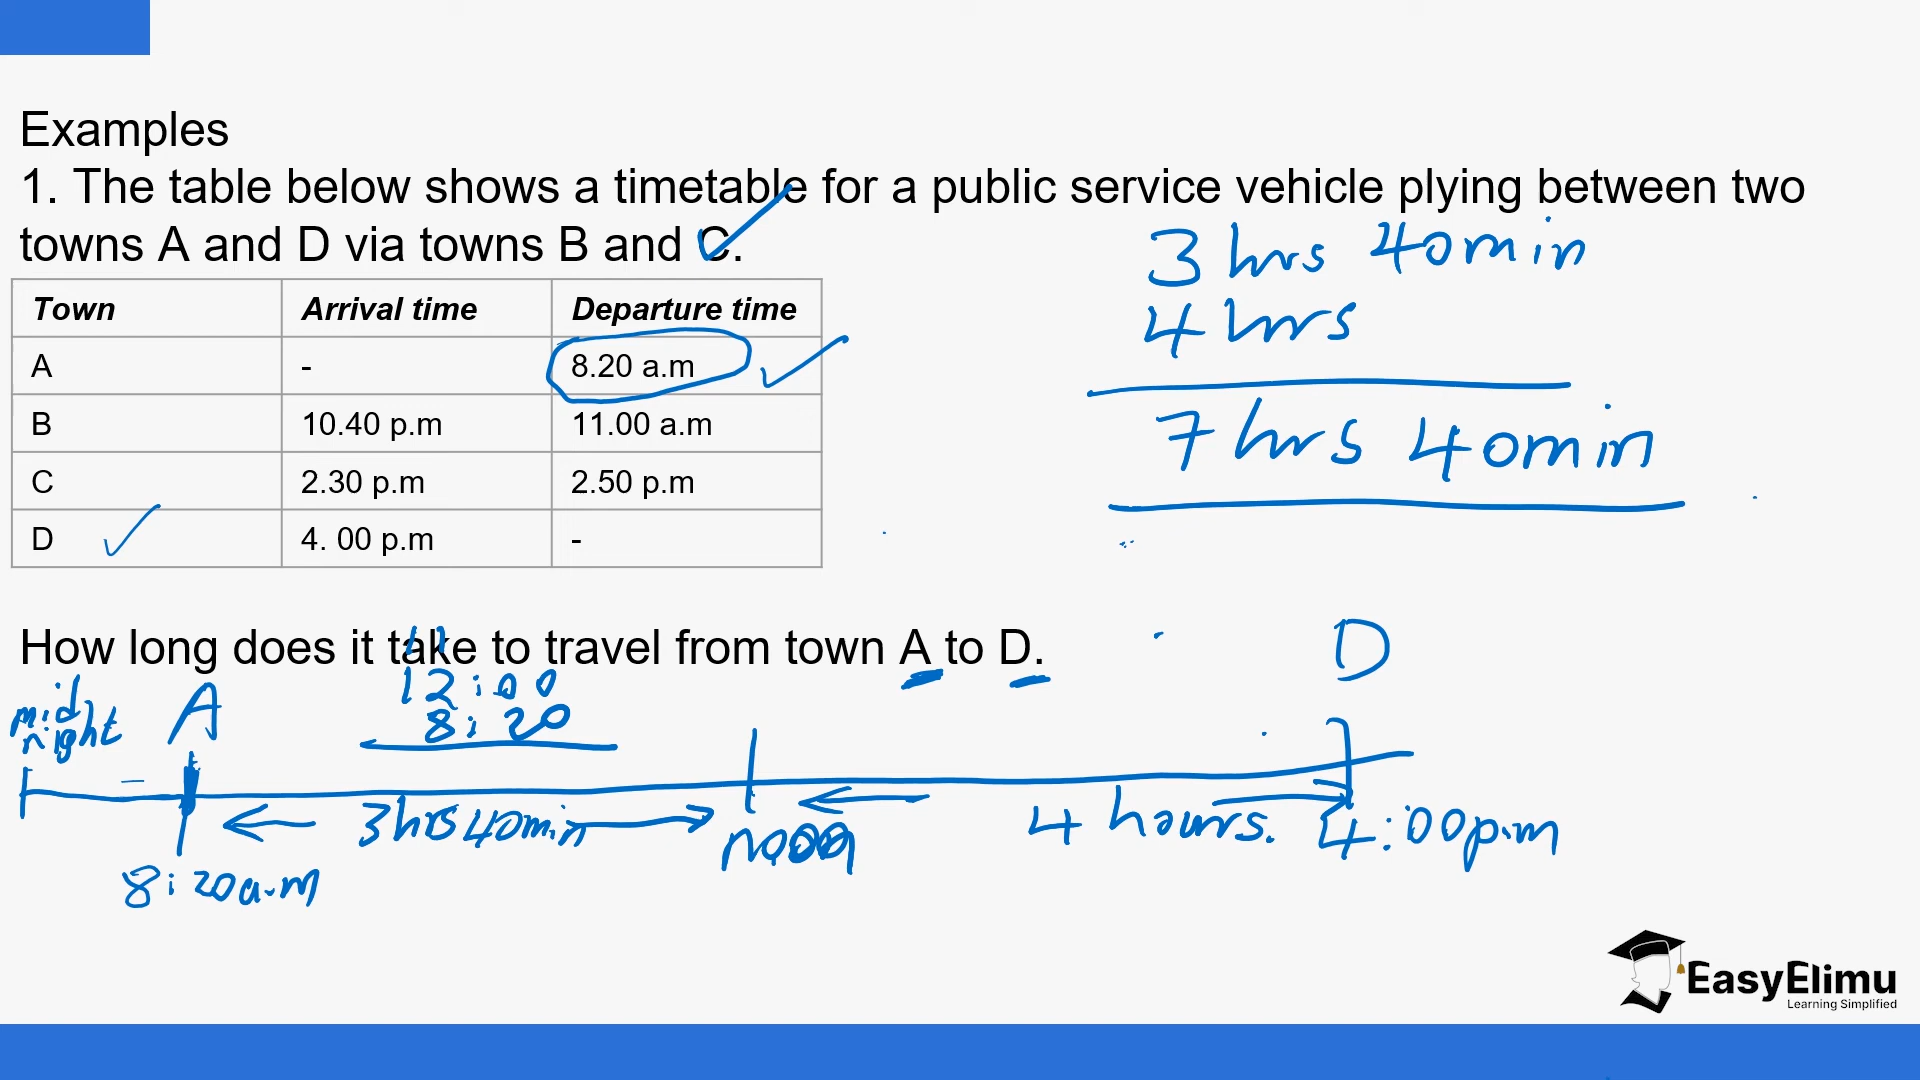 Examples
1. The table below shows a timetable for a public service vehicle plying between two
towns A and D via towns B and C.
3 hrs 40min
4 hrs
7 hrs 40min
Town Arrival time Departure time
A - 8.20 a.m
B 10.40 p.m 11.00 a.m
C 2.30 p.m 2.50 p.m
D 4. 00 p.m -
How long does it take to travel from town A to D.
D
11
12:00
8:20
mid
night
A
3hrs 40min
noon
4 hours.
4:00p.m
8:20a.m
EasyElimu
Learning Simplified